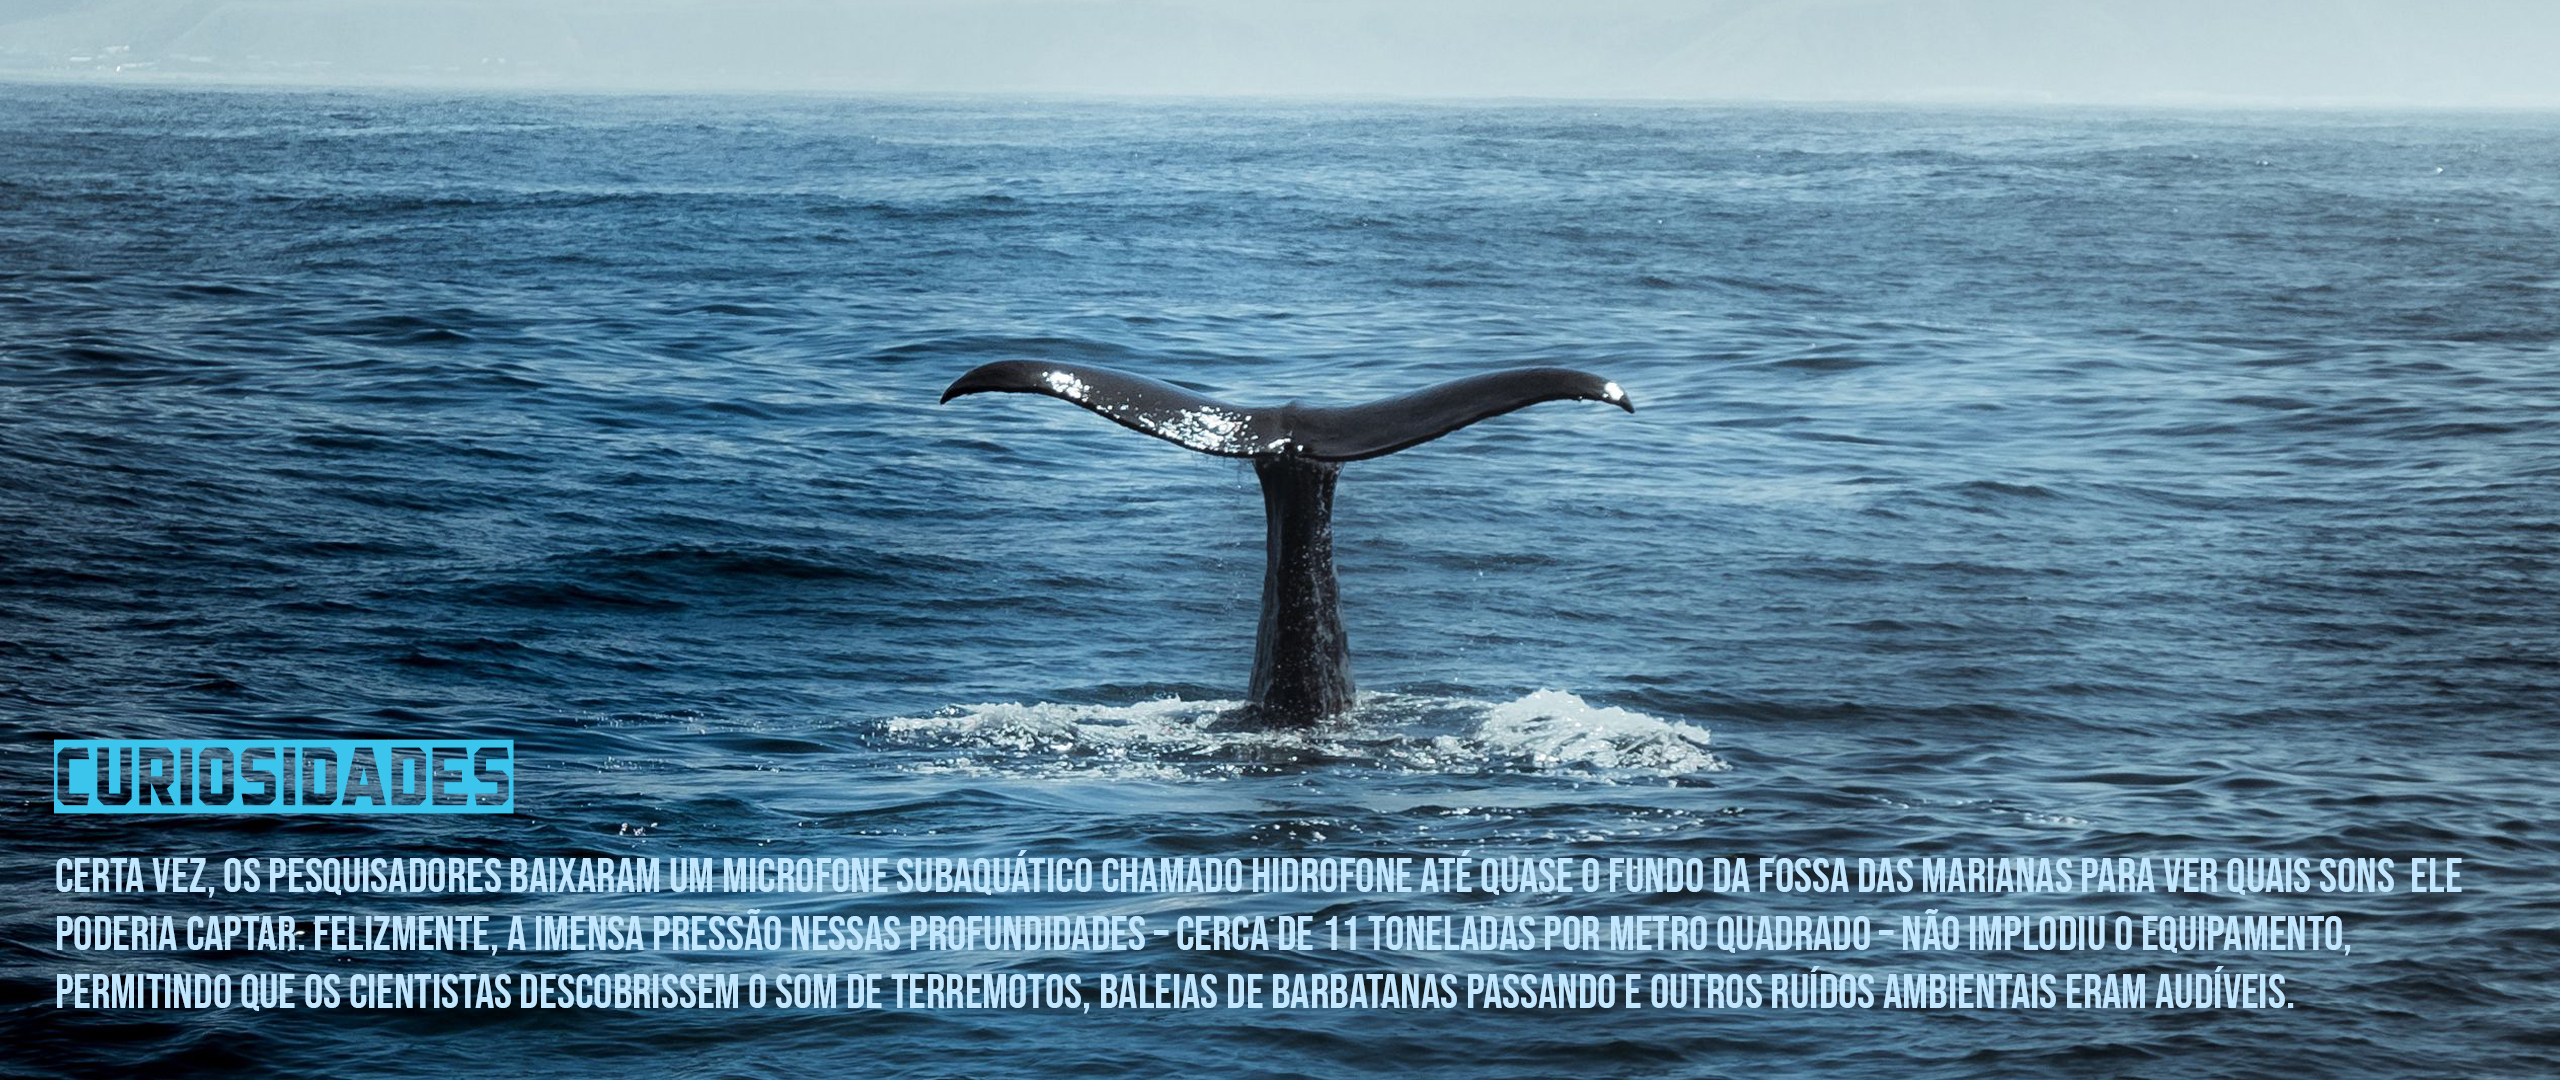 CURIOSIDADES
CERTA VEZ, OS PESQUISADORES BAIXARAM UM MICROFONE SUBAQUÁTICO CHAMADO HIDROFONE ATÉ QUASE O FUNDO DA FOSSA DAS MARIANAS PARA VER QUAIS SONS ELE
PODERIA CAPTAR. FELIZMENTE, A IMENSA PRESSÃO NESSAS PROFUNDIDADES – CERCA DE 11 TONELADAS POR METRO QUADRADO – NÃO IMPLODIU O EQUIPAMENTO,
PERMITINDO QUE OS CIENTISTAS DESCOBRISSEM O SOM DE TERREMOTOS, BALEIAS DE BARBATANAS PASSANDO E OUTROS RUÍDOS AMBIENTAIS ERAM AUDÍVEIS.